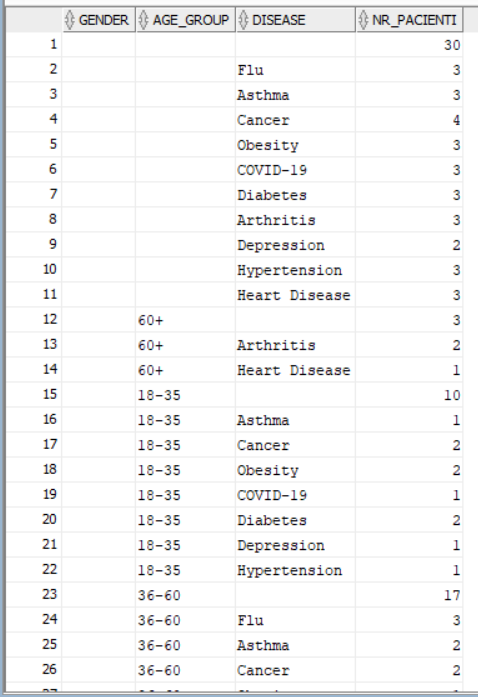 GENDER AGE_GROUP DISEASE NR_PACIENTI
1 30
2 Flu 3
3 Asthma 3
4 Cancer 4
5 Obesity 3
6 COVID-19 3
7 Diabetes 3
8 Arthritis 3
9 Depression 2
10 Hypertension 3
11 Heart Disease 3
12 60+ 3
13 60+ Arthritis 2
14 60+ Heart Disease 1
15 18-35 10
16 18-35 Asthma 1
17 18-35 Cancer 2
18 18-35 Obesity 2
19 18-35 COVID-19 1
20 18-35 Diabetes 2
21 18-35 Depression 1
22 18-35 Hypertension 1
23 36-60 17
24 36-60 Flu 3
25 36-60 Asthma 2
26 36-60 Cancer 2